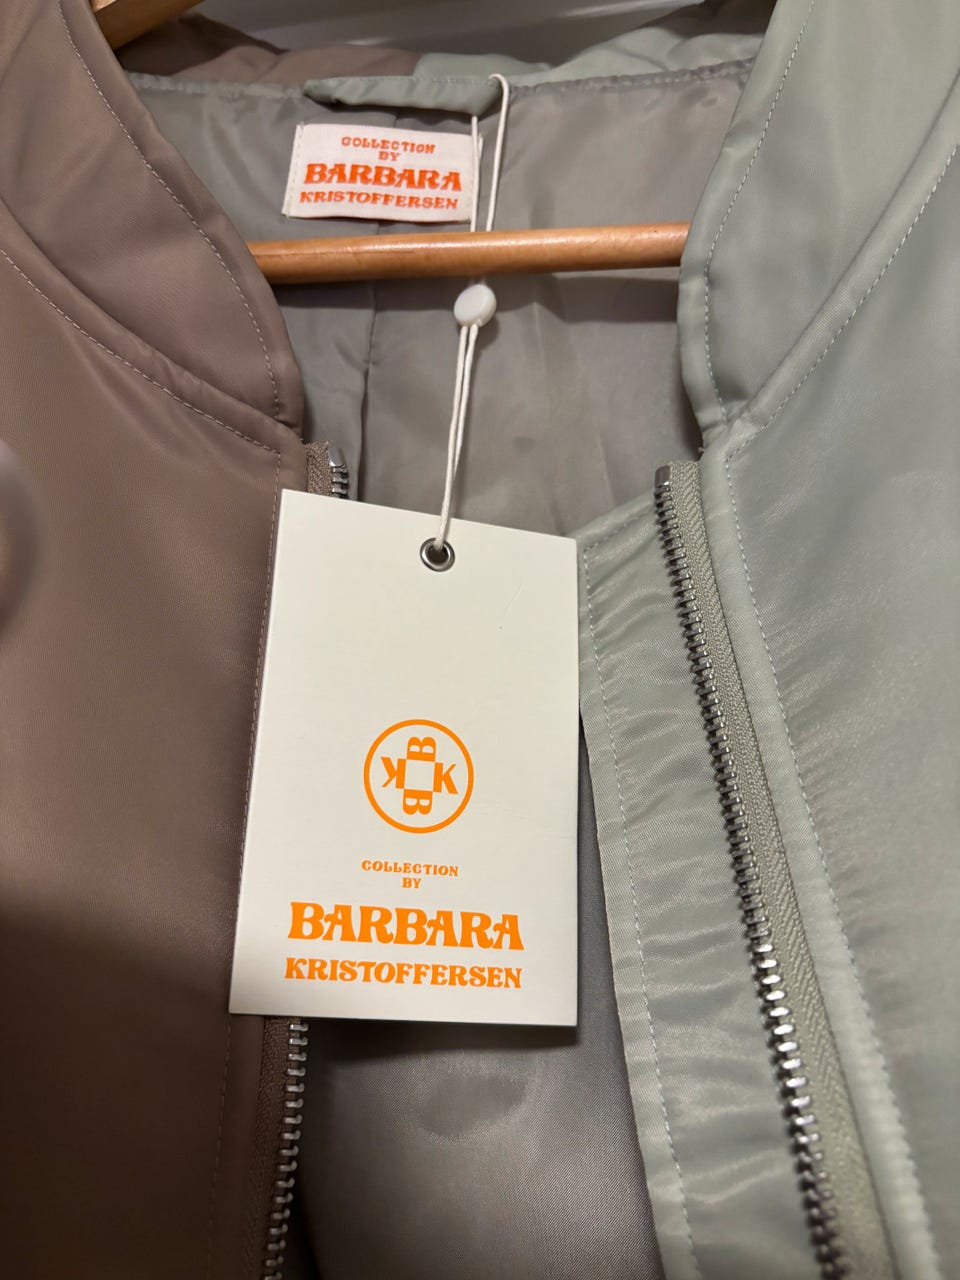 COLLECTION
BY
BARBARA
KRISTOFFERSEN
B
K K
B
COLLECTION
BY
BARBARA
KRISTOFFERSEN